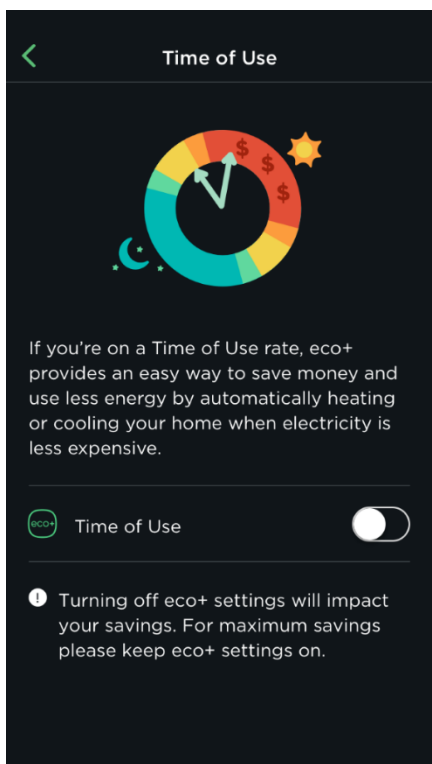 Time of Use
$
$
$
If you're on a Time of Use rate, eco+
provides an easy way to save money and
use less energy by automatically heating
or cooling your home when electricity is
less expensive.
eco+ Time of Use
! Turning off eco+ settings will impact
your savings. For maximum savings
please keep eco+ settings on.